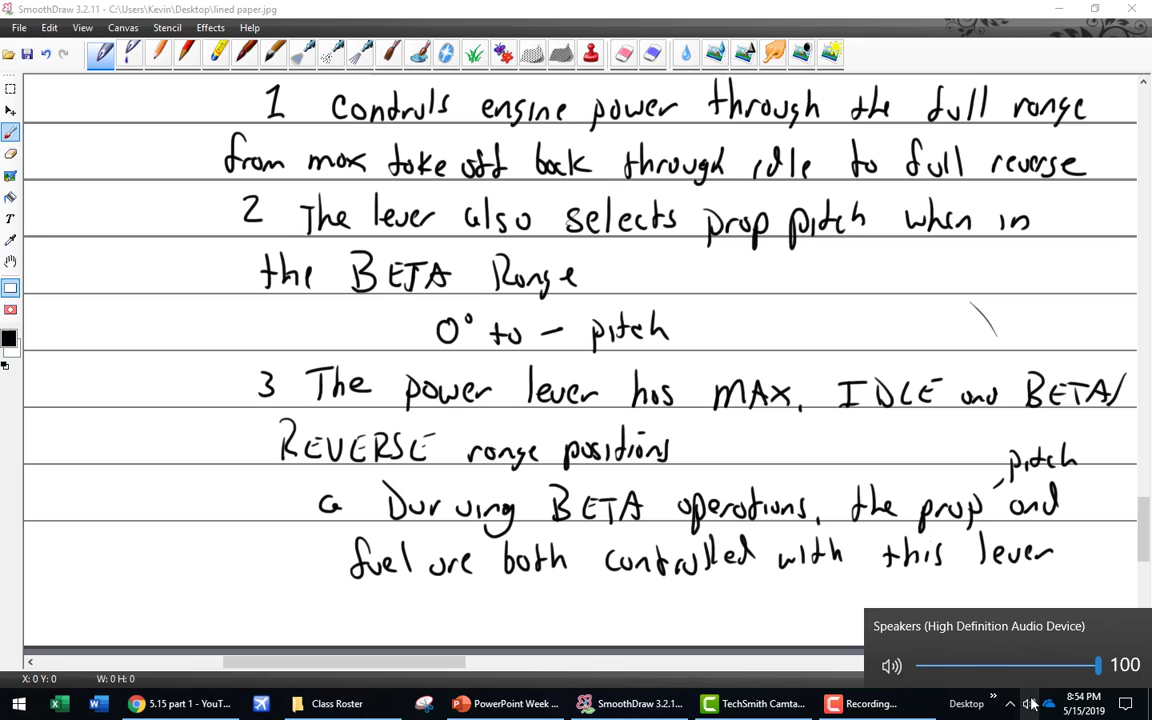 SmoothDraw 3.2.11 - C:\Users\Kevin\Desktop\lined paper.jpg
File Edit View Canvas Stencil Effects Help
1 Controls engine power through the full range
from max take off back through idle to full reverse
2 The lever also selects prop pitch when in
the BETA Range
0° to - pitch
3 The power lever has MAX, IDLE and BETA/
REVERSE range positions
pitch
a During BETA operations, the prop and
fuel are both controlled with this lever
Speakers (High Definition Audio Device)
100
X: 0 Y: 0 W: 0 H: 0
5.15 part 1 - YouT... Class Roster PowerPoint Week ... SmoothDraw 3.2.1... TechSmith Camta... Recording... Desktop 8:54 PM
5/15/2019